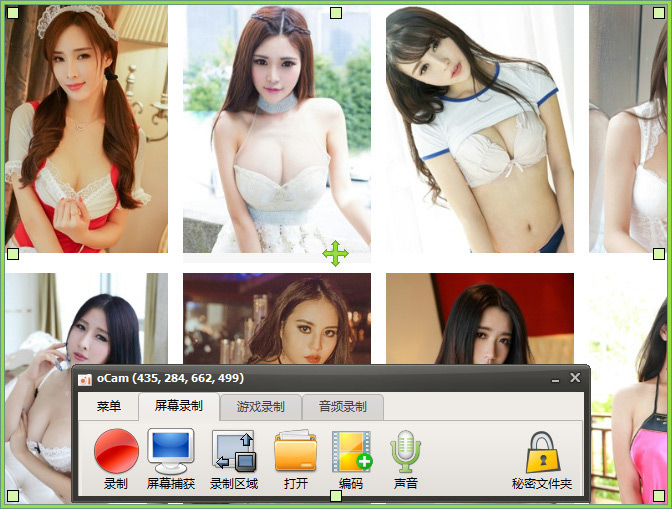 oCam (435, 284, 662, 499)
菜单 屏幕录制 游戏录制 音频录制
录制 屏幕捕获 录制区域 打开 编码 声音 秘密文件夹